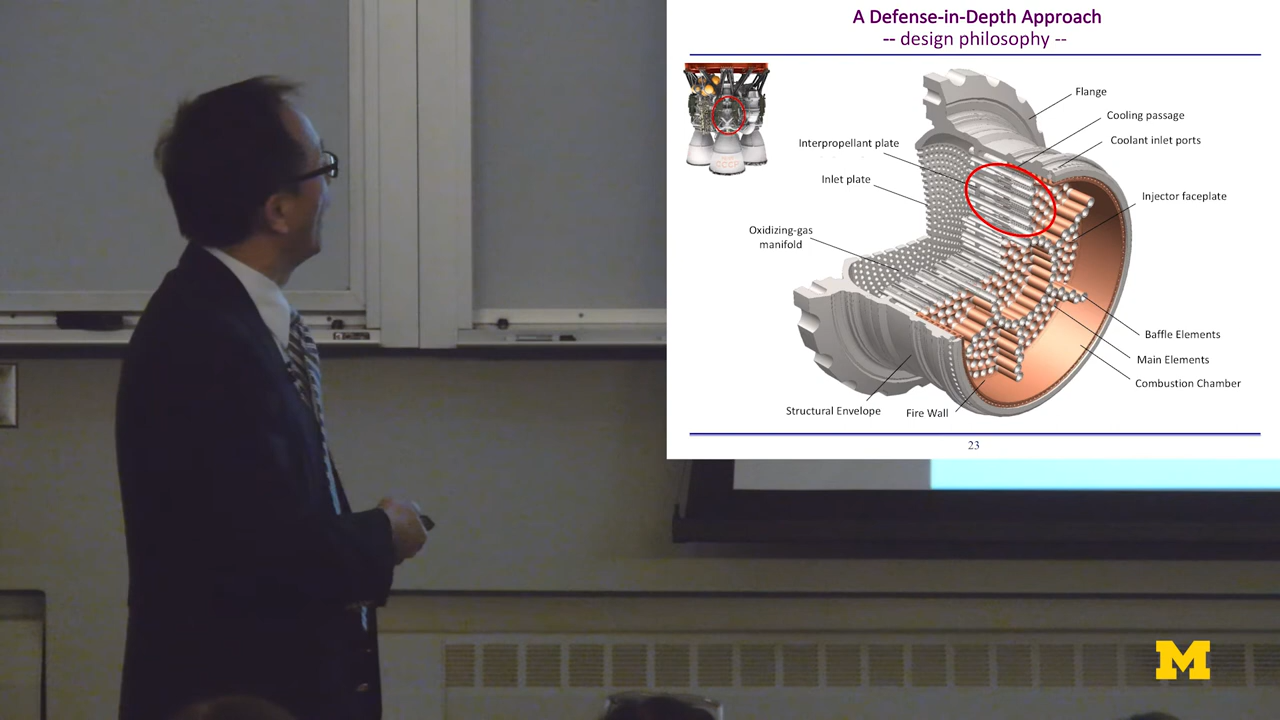 A Defense-in-Depth Approach
-- design philosophy --
Flange
Cooling passage
Coolant inlet ports
Interpropellant plate
Inlet plate
Injector faceplate
Oxidizing-gas
manifold
Baffle Elements
Main Elements
Combustion Chamber
Structural Envelope
Fire Wall
23
CCCP
M